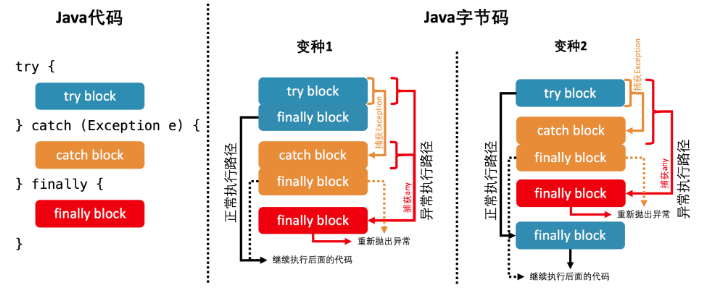 Java代码
try {
try block
} catch (Exception e) {
catch block
} finally {
finally block
}
Java字节码
变种1
try block
finally block
catch block
finally block
finally block
捕获Exception
捕获any
正常执行路径
异常执行路径
重新抛出异常
继续执行后面的代码
变种2
try block
catch block
finally block
finally block
finally block
捕获Exception
捕获any
正常执行路径
异常执行路径
重新抛出异常
继续执行后面的代码